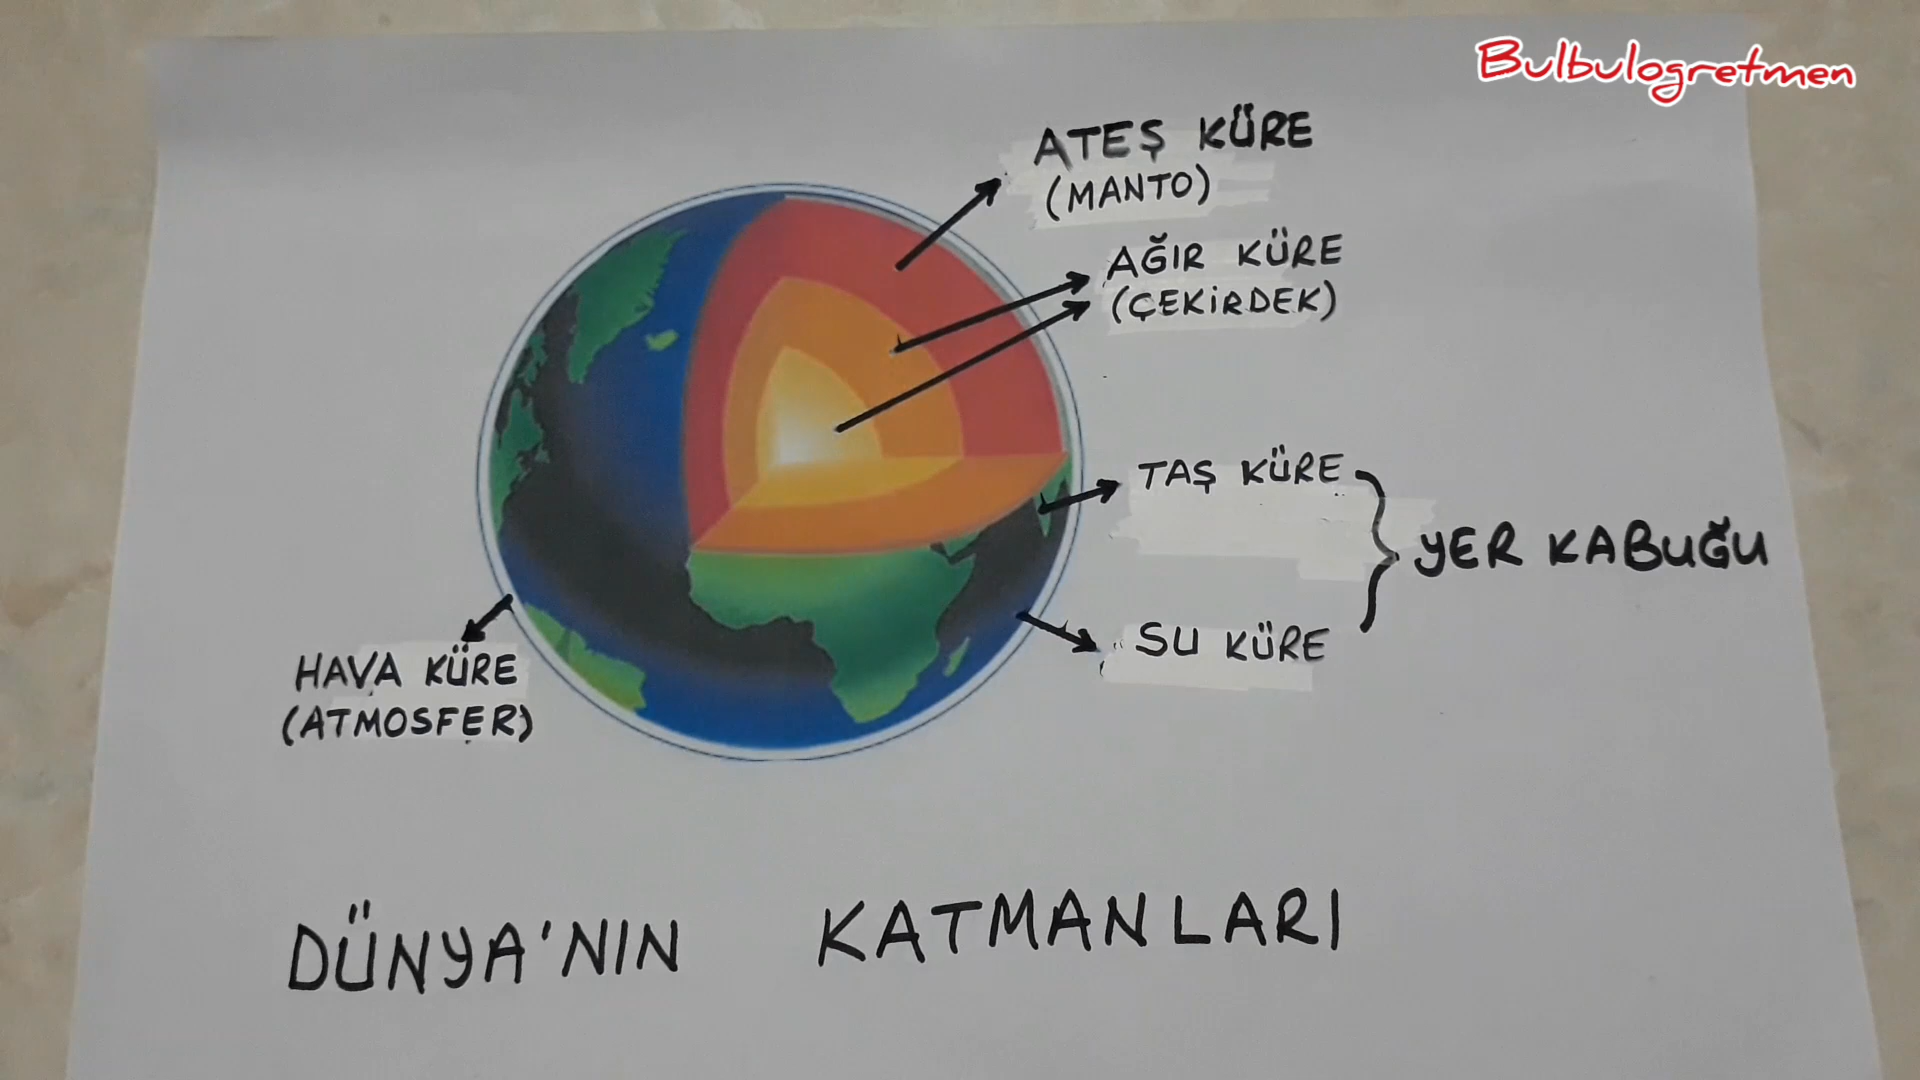 Bulbulogretmen
ATEŞ KÜRE
(MANTO)
AĞIR KÜRE
(ÇEKİRDEK)
TAŞ KÜRE
YER KABUĞU
SU KÜRE
HAVA KÜRE
(ATMOSFER)
DÜNYA'NIN KATMANLARI